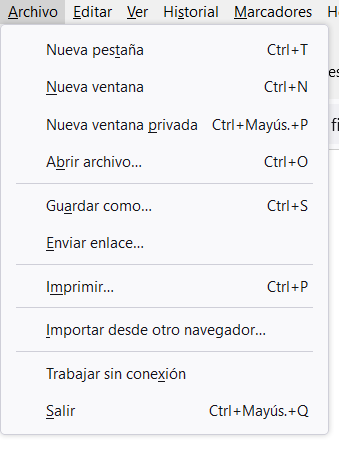 Archivo Editar Ver Historial Marcadores
Nueva pestaña Ctrl+T
Nueva ventana Ctrl+N
Nueva ventana privada Ctrl+Mayús.+P
Abrir archivo... Ctrl+O
Guardar como... Ctrl+S
Enviar enlace...
Imprimir... Ctrl+P
Importar desde otro navegador...
Trabajar sin conexión
Salir Ctrl+Mayús.+Q